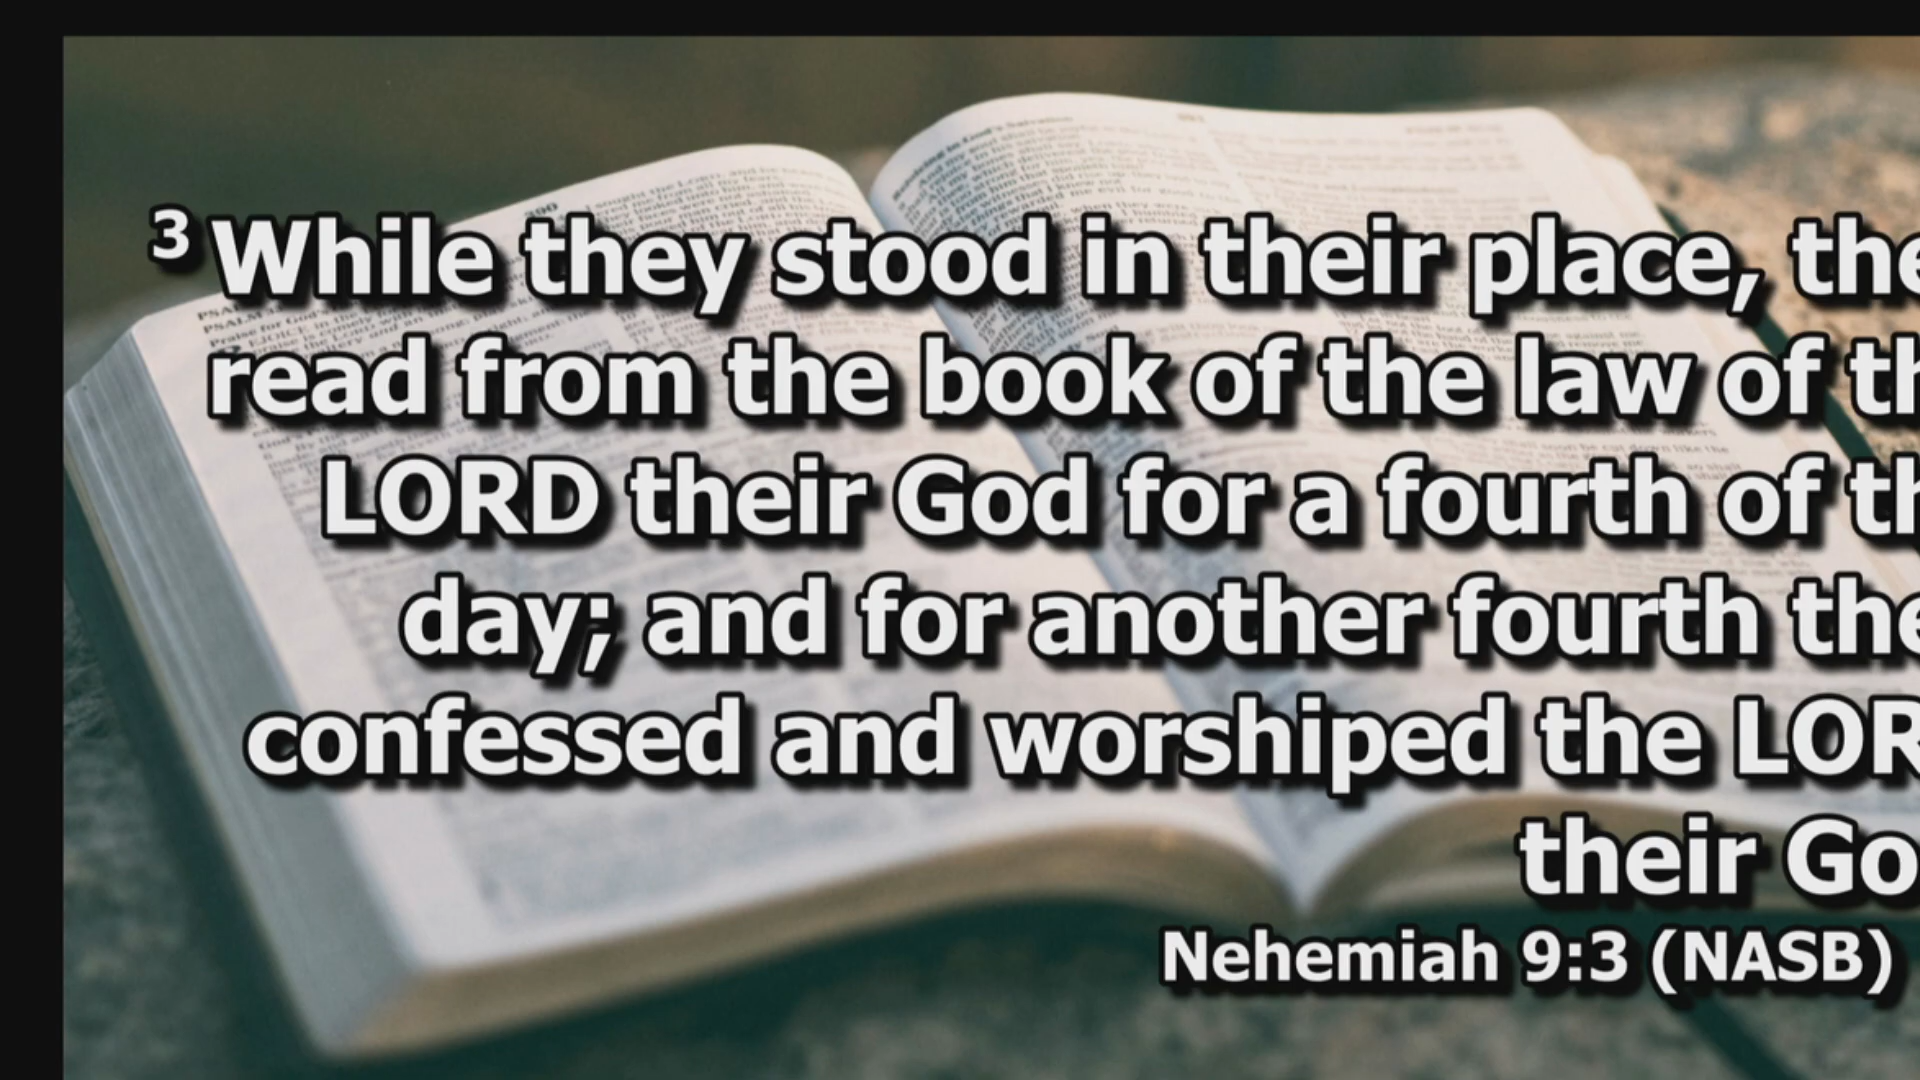 3 While they stood in their place, the
read from the book of the law of th
LORD their God for a fourth of th
day; and for another fourth the
confessed and worshiped the LOR
their Go
Nehemiah 9:3 (NASB)